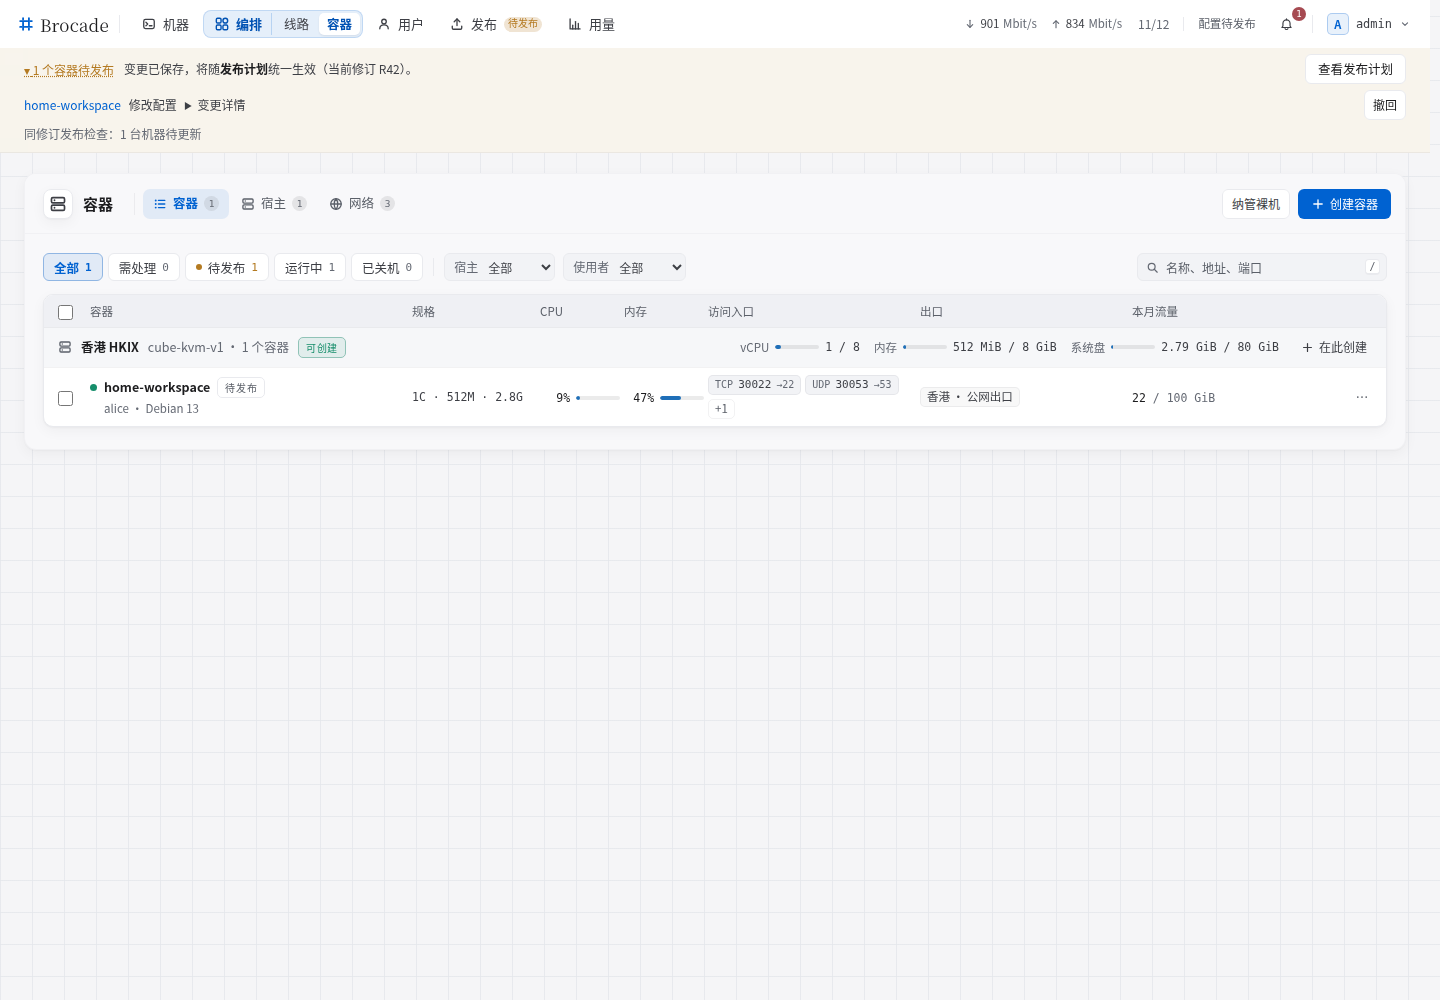 Brocade 机器 编排 线路 容器 用户 发布 待发布 用量 ↓ 901 Mbit/s ↑ 834 Mbit/s 11/12 配置待发布 1 A admin
▾ 1 个容器待发布 变更已保存，将随发布计划统一生效（当前修订 R42）。 查看发布计划
home-workspace 修改配置 ▶ 变更详情 撤回
同修订发布检查：1 台机器待更新
容器 容器 1 宿主 1 网络 3 纳管裸机 + 创建容器
全部 1 需处理 0 待发布 1 运行中 1 已关机 0 宿主 全部 使用者 全部 名称、地址、端口 /
容器 规格 CPU 内存 访问入口 出口 本月流量
香港 HKIX cube-kvm-v1 · 1 个容器 可创建 vCPU 1 / 8 内存 512 MiB / 8 GiB 系统盘 2.79 GiB / 80 GiB + 在此创建
home-workspace 待发布 1C · 512M · 2.8G 9% 47% TCP 30022 →22 UDP 30053 →53 香港 · 公网出口 22 / 100 GiB ···
alice · Debian 13 +1